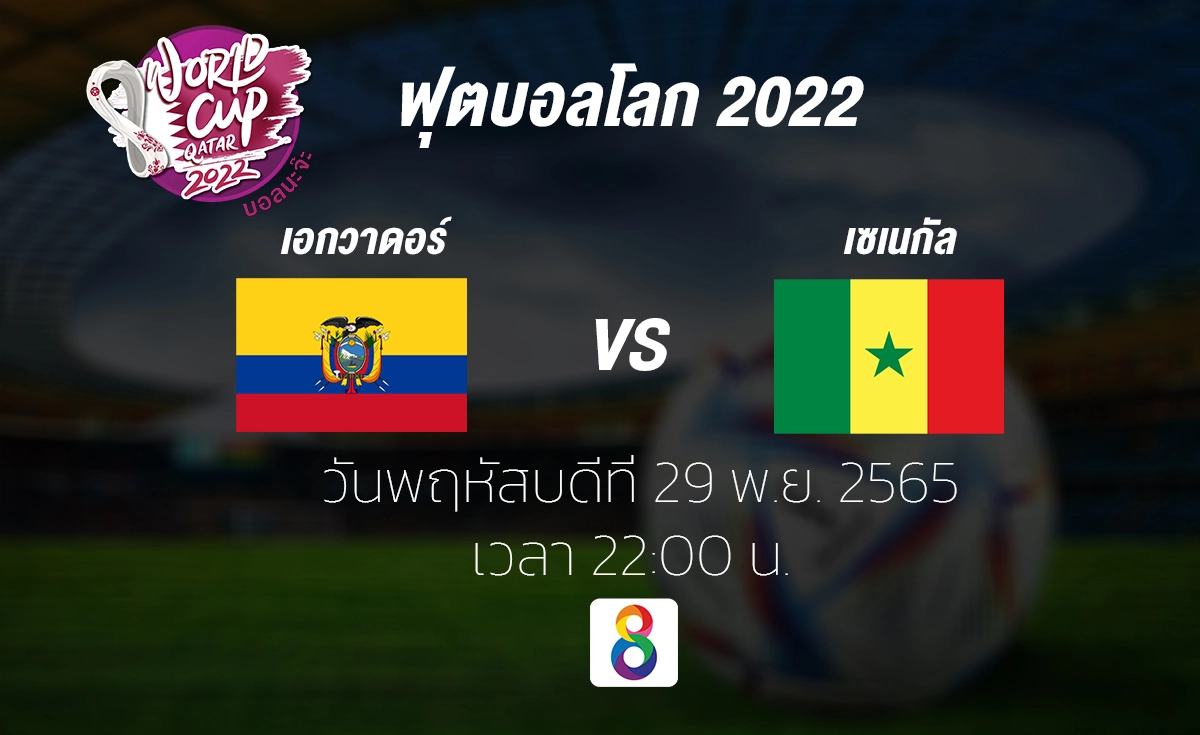 WORLD
CUP
QATAR
2022
บอลนะจ๊ะ
ฟุตบอลโลก 2022
เอกวาดอร์
เซเนกัล
VS
วันพฤหัสบดีที่ 29 พ.ย. 2565
เวลา 22:00 น.
8